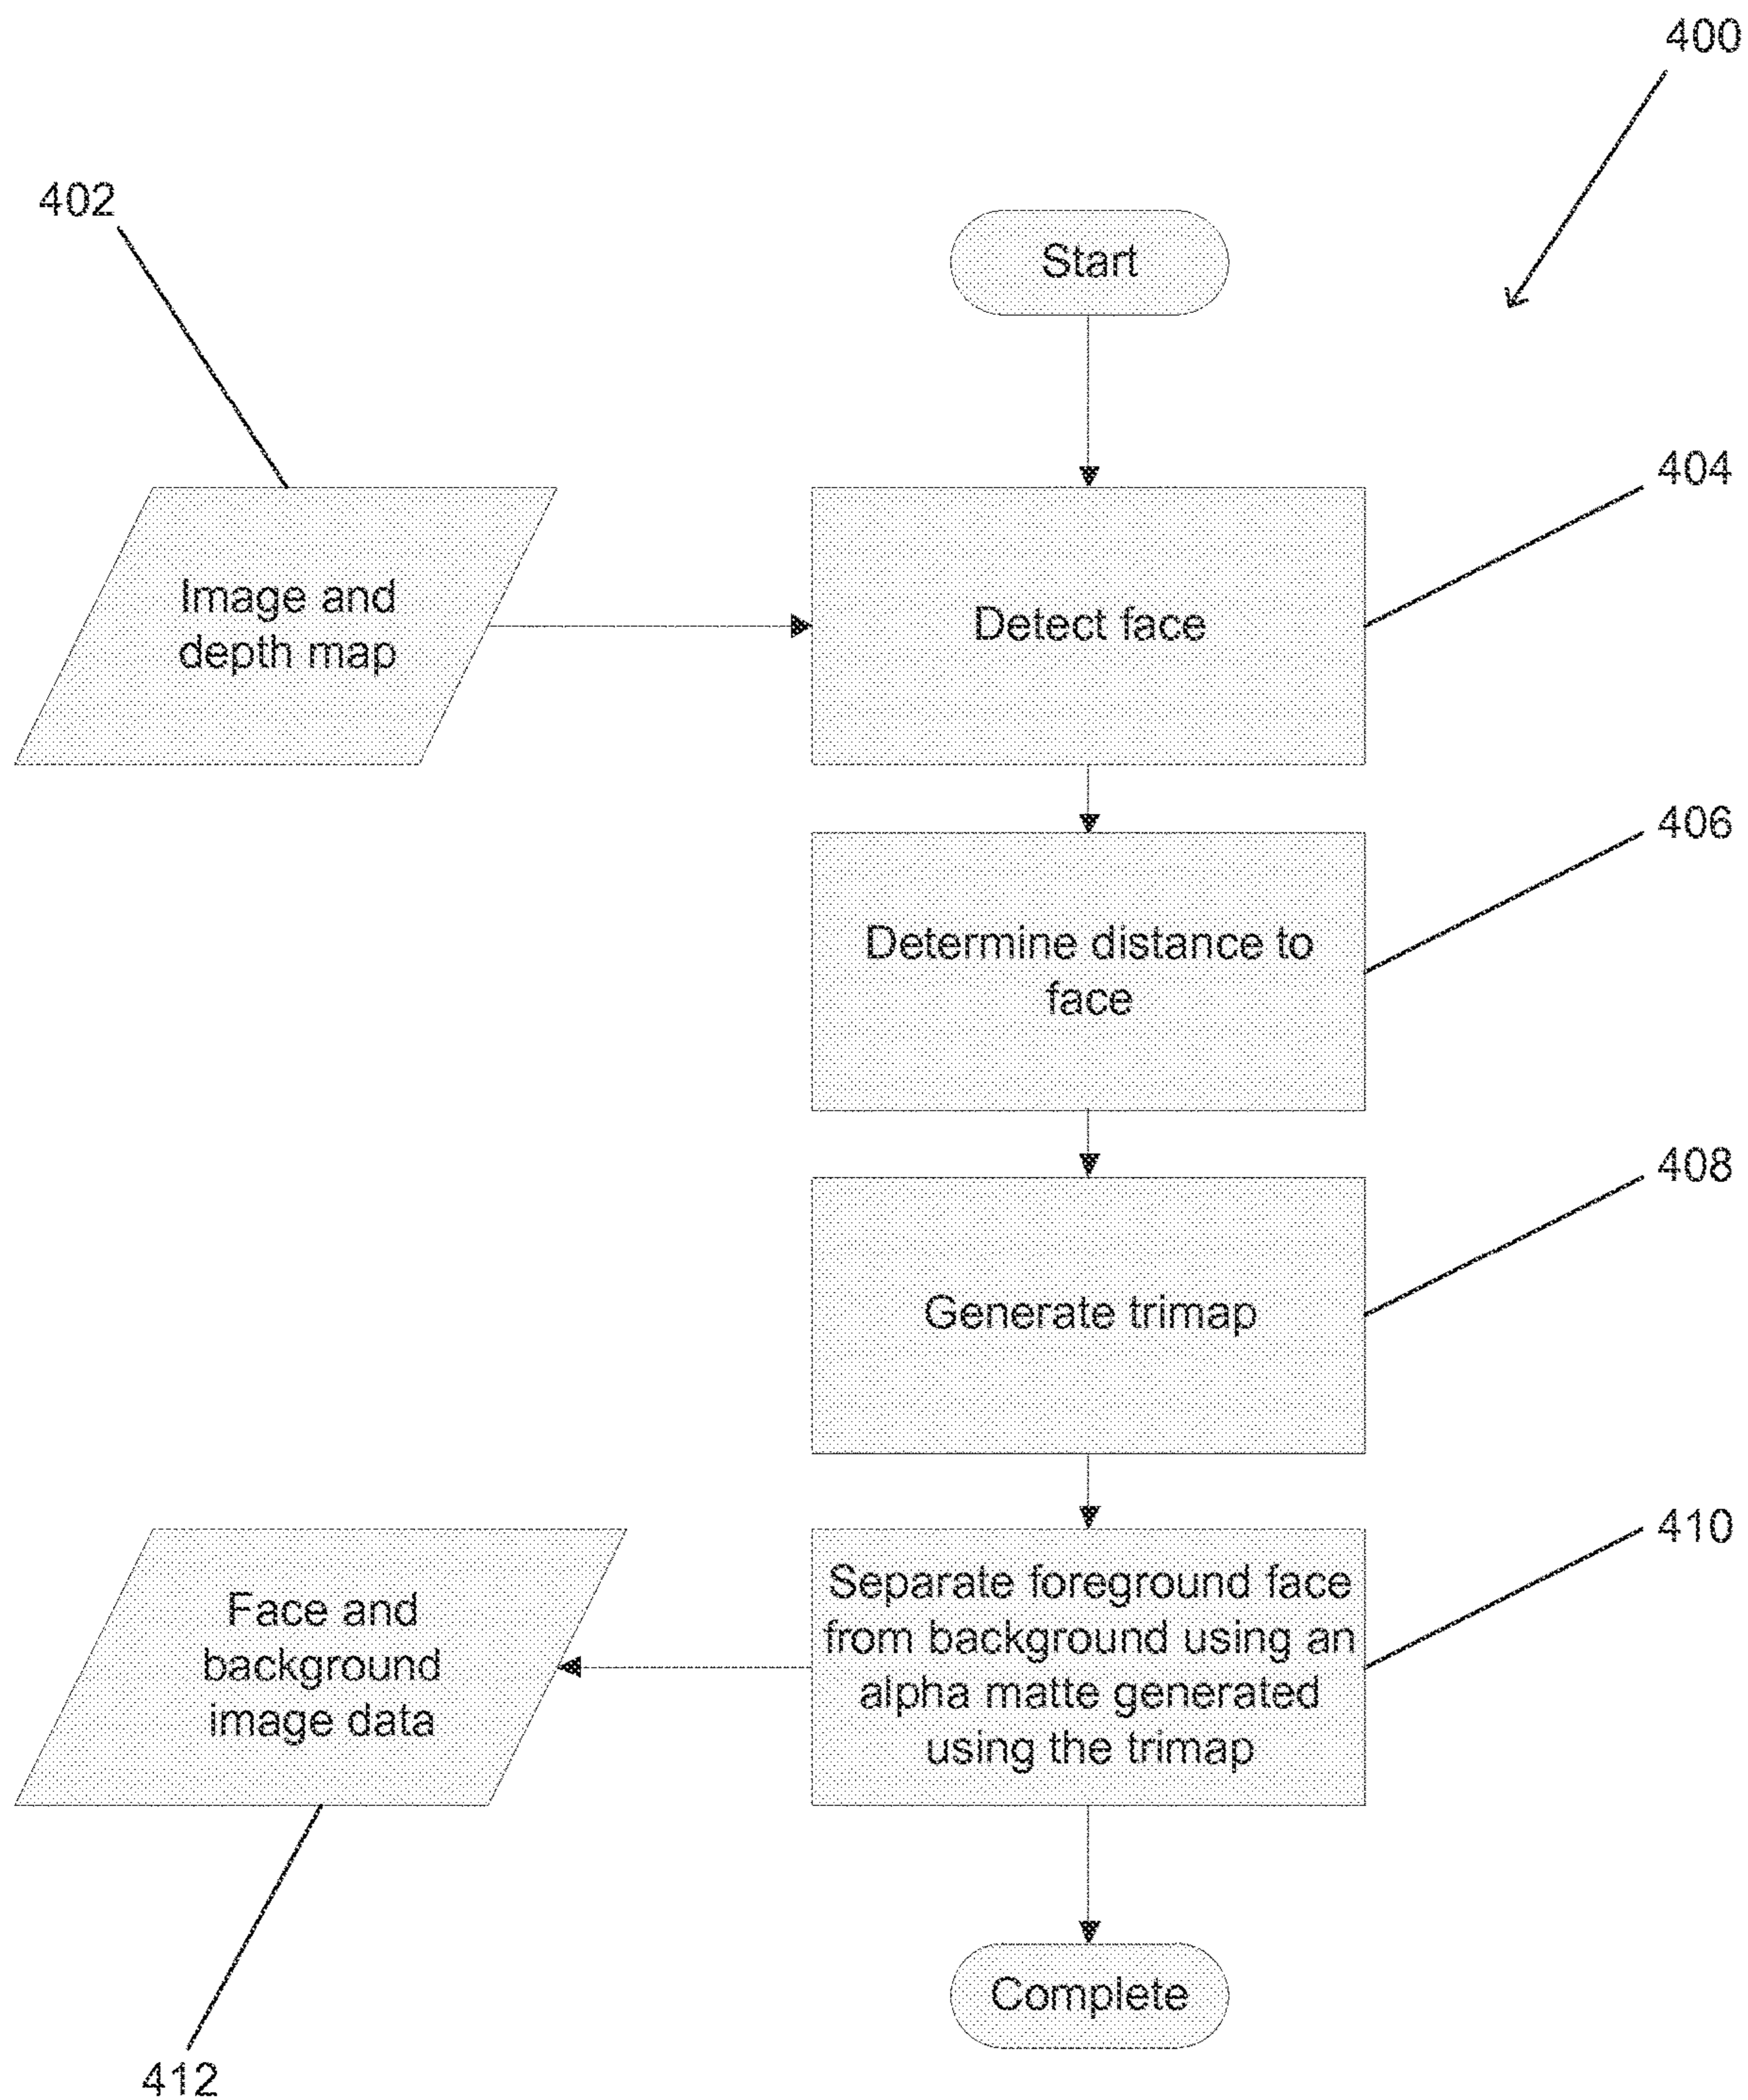 400
402
Start
404
Image and
depth map
Detect face
406
Determine distance to
face
408
Generate trimap
410
Separate foreground face
from background using an
alpha matte generated
using the trimap
Face and
background
image data
Complete
412